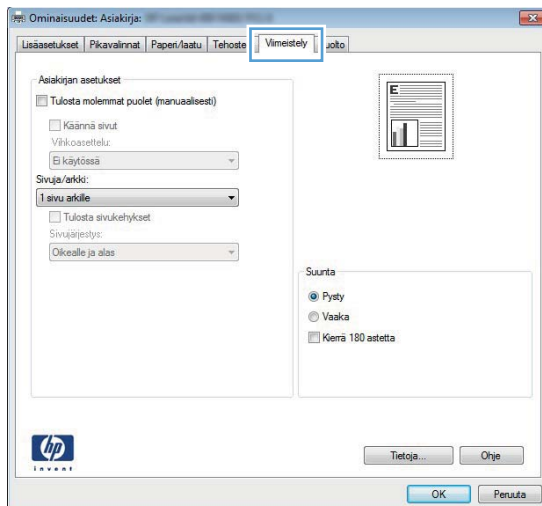 Ominaisuudet: Asiakirja:
Lisäasetukset Pikavalinnat Paperi/laatu Tehoste Viimeistely uolto
Asiakirjan asetukset
Tulosta molemmat puolet (manuaalisesti)
Käännä sivut
Vihkoasettelu:
Ei käytössä
Sivuja/arkki:
1 sivu arkille
Tulosta sivukehykset
Sivujärjestys:
Oikealle ja alas
E
Suunta
Pysty
Vaaka
Kierrä 180 astetta
hp
invent
Tietoja... Ohje
OK Peruuta